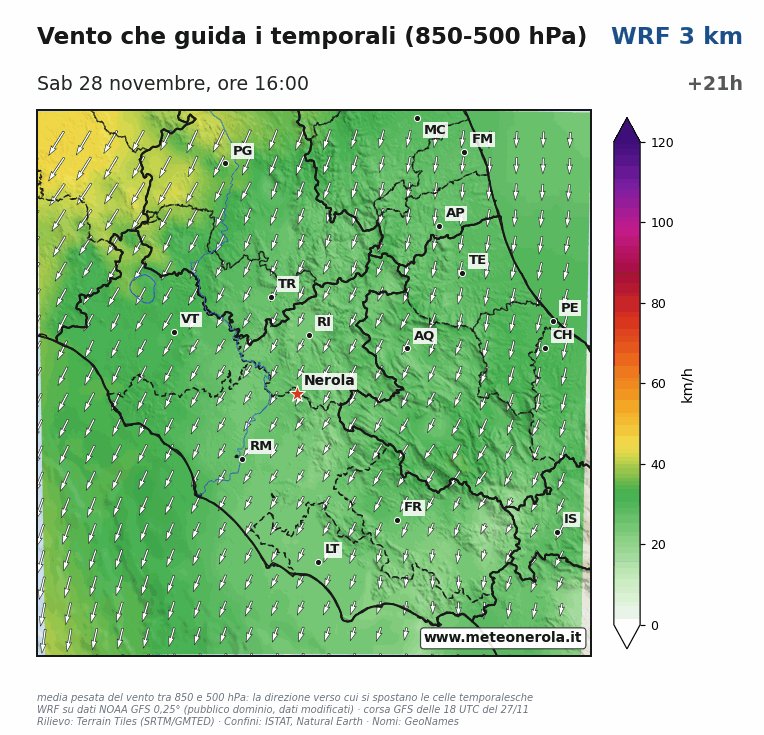 Vento che guida i temporali (850-500 hPa) WRF 3 km
Sab 28 novembre, ore 16:00 +21h
MC
FM
PG
AP
TE
TR
PE
VT
RI
CH
AQ
Nerola
RM
FR
IS
LT
www.meteonerola.it
120
100
80
60
40
20
0
km/h
media pesata del vento tra 850 e 500 hPa: la direzione verso cui si spostano le celle temporalesche
WRF su dati NOAA GFS 0,25° (pubblico dominio, dati modificati) · corsa GFS delle 18 UTC del 27/11
Rilievo: Terrain Tiles (SRTM/GMTED) · Confini: ISTAT, Natural Earth · Nomi: GeoNames